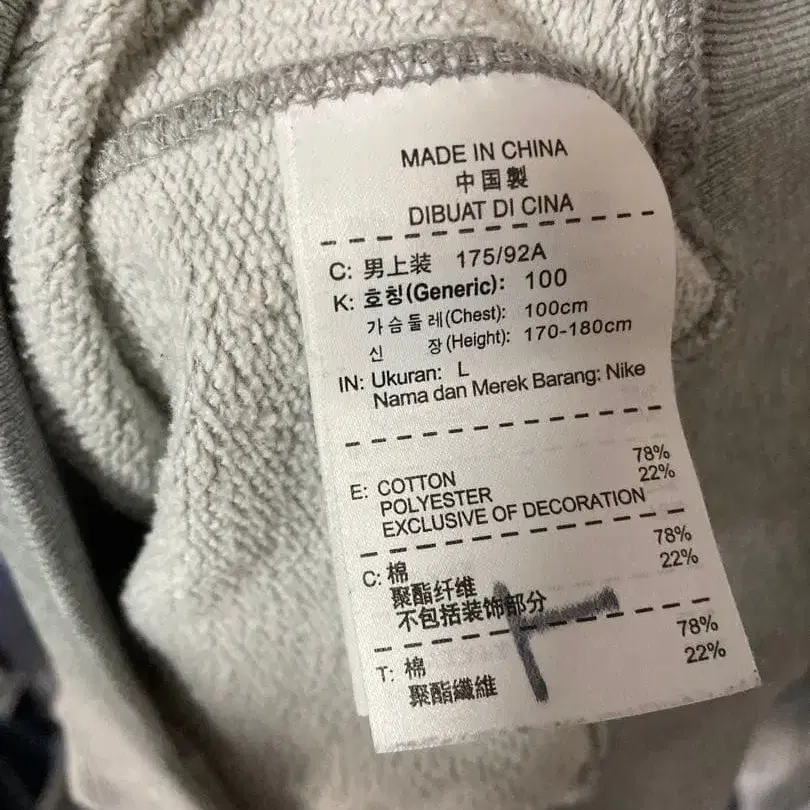 MADE IN CHINA
中国製
DIBUAT DI CINA
C: 男上装 175/92A
K: 호칭(Generic): 100
가슴둘레(Chest): 100cm
신 장(Height): 170-180cm
IN: Ukuran: L
Nama dan Merek Barang: Nike
E: COTTON 78%
POLYESTER 22%
EXCLUSIVE OF DECORATION
C: 棉 78%
聚酯纤维 22%
不包括装饰部分
T: 棉 78%
聚酯纖維 22%